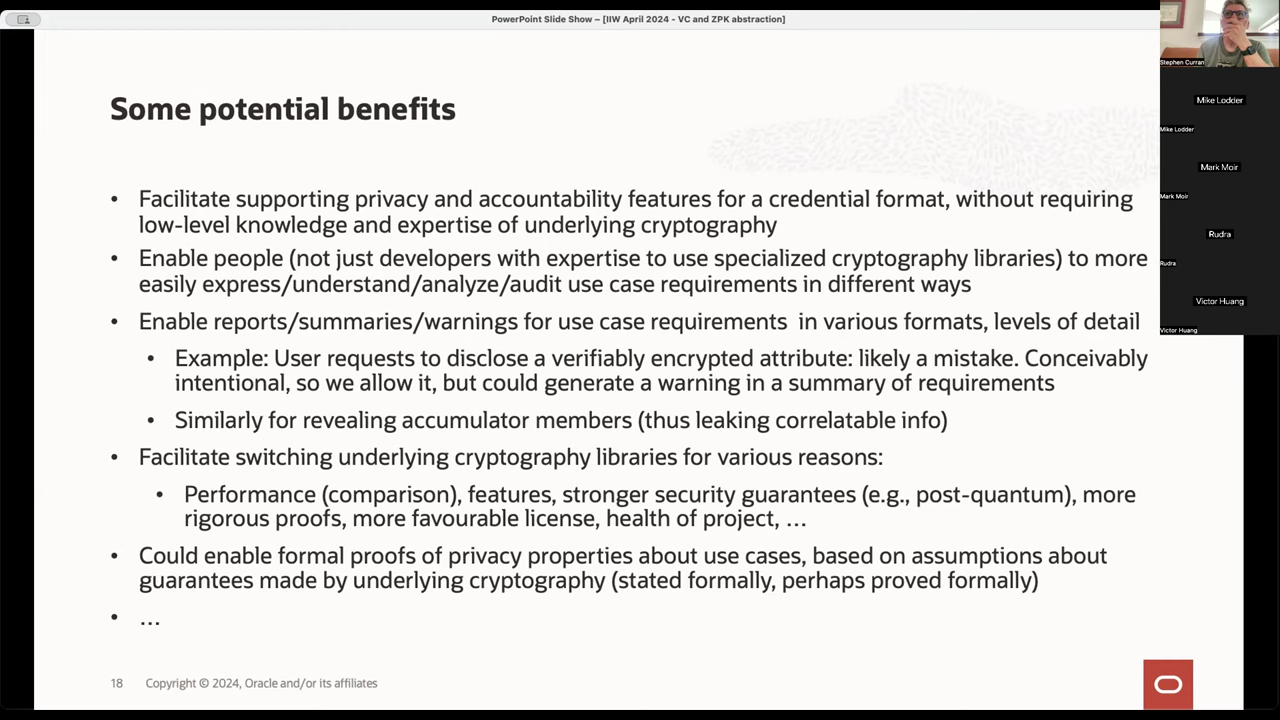 PowerPoint Slide Show – [IIW April 2024 - VC and ZPK abstraction]
Some potential benefits
• Facilitate supporting privacy and accountability features for a credential format, without requiring
low-level knowledge and expertise of underlying cryptography
• Enable people (not just developers with expertise to use specialized cryptography libraries) to more
easily express/understand/analyze/audit use case requirements in different ways
• Enable reports/summaries/warnings for use case requirements  in various formats, levels of detail
• Example: User requests to disclose a verifiably encrypted attribute: likely a mistake. Conceivably
intentional, so we allow it, but could generate a warning in a summary of requirements
• Similarly for revealing accumulator members (thus leaking correlatable info)
• Facilitate switching underlying cryptography libraries for various reasons:
• Performance (comparison), features, stronger security guarantees (e.g., post-quantum), more
rigorous proofs, more favourable license, health of project, …
• Could enable formal proofs of privacy properties about use cases, based on assumptions about
guarantees made by underlying cryptography (stated formally, perhaps proved formally)
• …
18 Copyright © 2024, Oracle and/or its affiliates
Stephen Curran
Mike Lodder
Mike Lodder
Mark Moir
Mark Moir
Rudra
Rudra
Victor Huang
Victor Huang